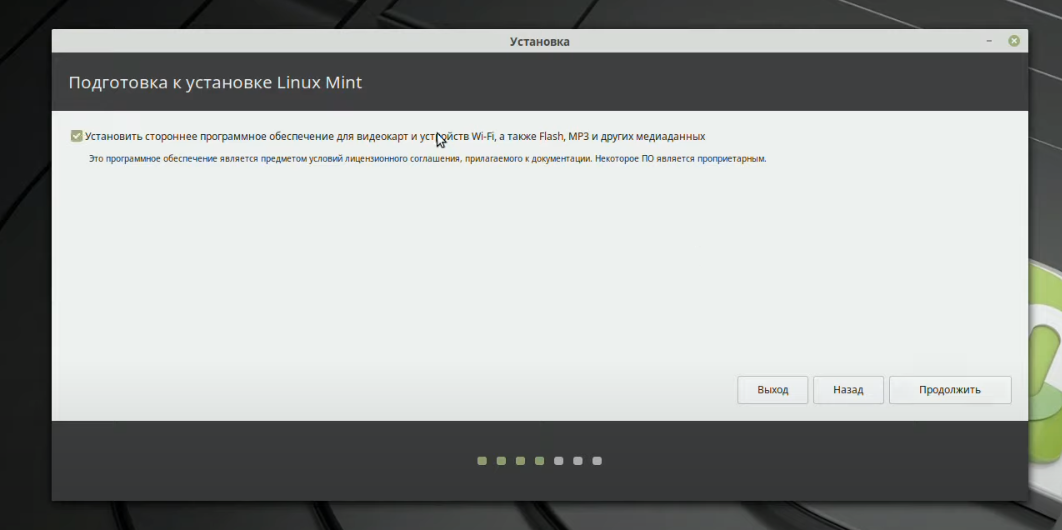 Установка
Подготовка к установке Linux Mint
Установить стороннее программное обеспечение для видеокарт и устройств Wi-Fi, а также Flash, MP3 и других медиаданных
Это программное обеспечение является предметом условий лицензионного соглашения, прилагаемого к документации. Некоторое ПО является проприетарным.
Выход Назад Продолжить